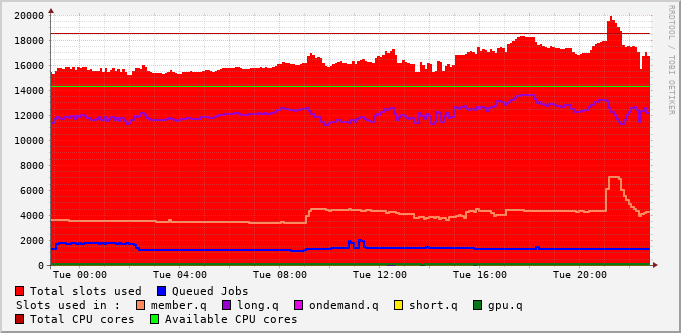 20000
18000
16000
14000
12000
10000
8000
6000
4000
2000
0
Tue 00:00 Tue 04:00 Tue 08:00 Tue 12:00 Tue 16:00 Tue 20:00
RRDTOOL / TOBI OETIKER
Total slots used Queued Jobs
Slots used in : member.q long.q ondemand.q short.q gpu.q
Total CPU cores Available CPU cores